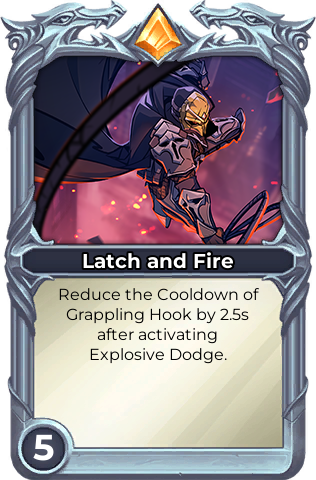 Latch and Fire
Reduce the Cooldown of
Grappling Hook by 2.5s
after activating
Explosive Dodge.
5